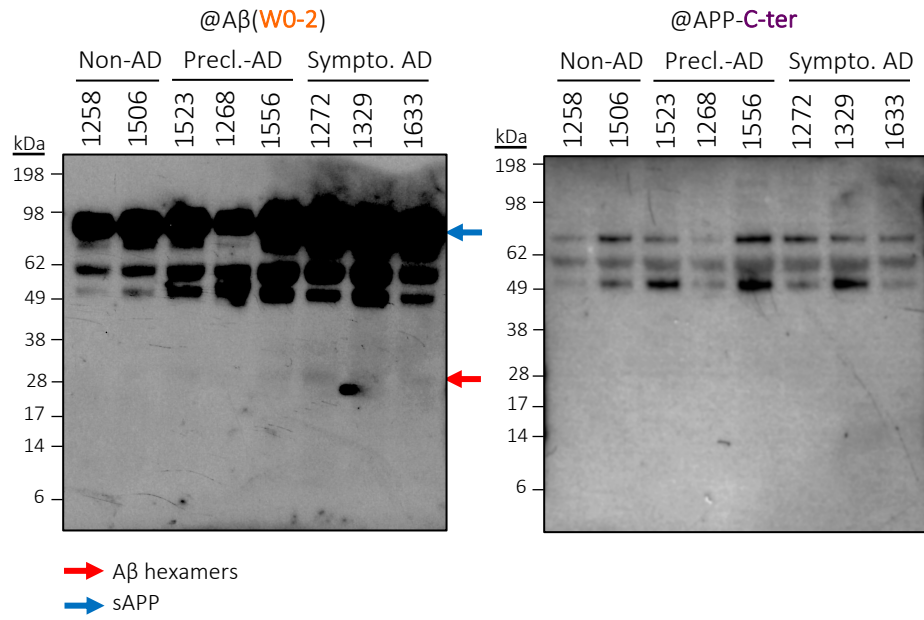 @Aβ(W0-2)
Non-AD Precl.-AD Sympto. AD
1258 1506 1523 1268 1556 1272 1329 1633
kDa
198
98
62
49
38
28
17
14
6
@APP-C-ter
Non-AD Precl.-AD Sympto. AD
1258 1506 1523 1268 1556 1272 1329 1633
kDa
198
98
62
49
38
28
17
14
6
Aβ hexamers
sAPP